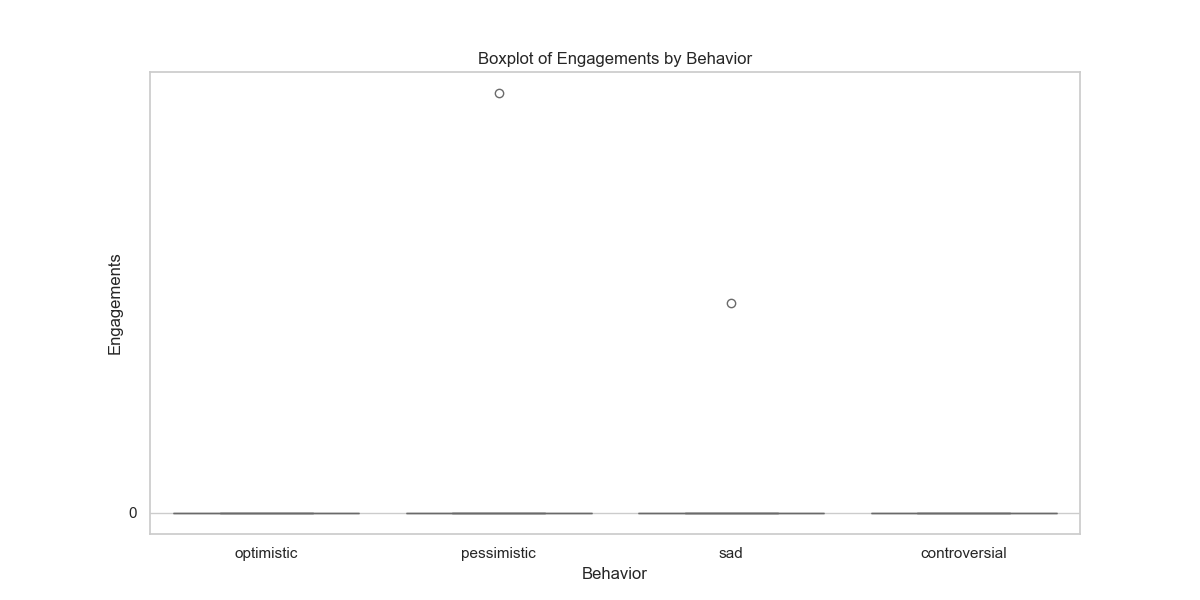 Boxplot of Engagements by Behavior
Engagements
0
optimistic pessimistic sad controversial
Behavior